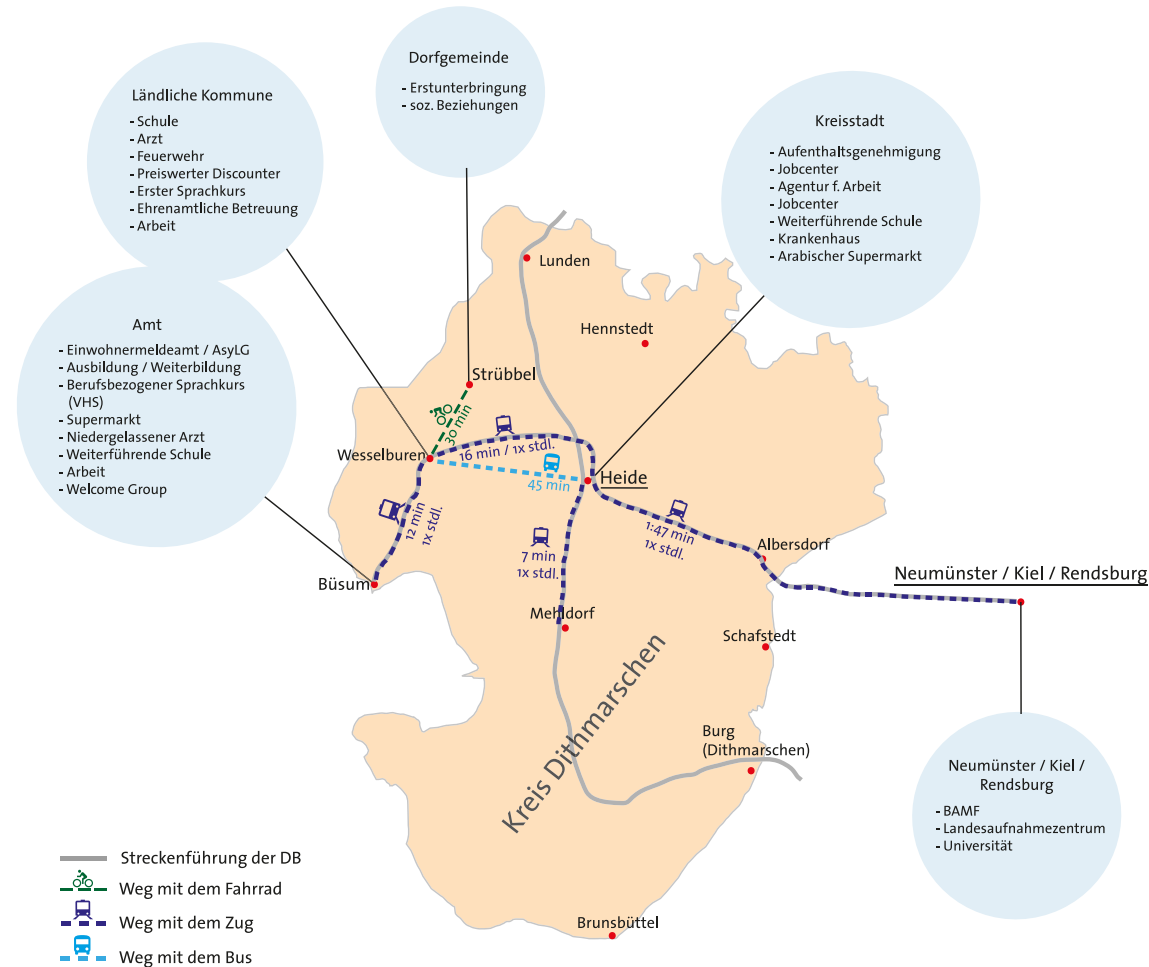 Dorfgemeinde
- Erstunterbringung
- soz. Beziehungen
Ländliche Kommune
- Schule
- Arzt
- Feuerwehr
- Preiswerter Discounter
- Erster Sprachkurs
- Ehrenamtliche Betreuung
- Arbeit
Kreisstadt
- Aufenthaltsgenehmigung
- Jobcenter
- Agentur f. Arbeit
- Jobcenter
- Weiterführende Schule
- Krankenhaus
- Arabischer Supermarkt
Amt
- Einwohnermeldeamt / AsyLG
- Ausbildung / Weiterbildung
- Berufsbezogener Sprachkurs
(VHS)
- Supermarkt
- Niedergelassener Arzt
- Weiterführende Schule
- Arbeit
- Welcome Group
Lunden
Hennstedt
Strübbel
30 min
Wesselburen
16 min / 1x stdl.
45 min
Heide
12 min
1x stdl.
7 min
1x stdl.
1:47 min
1x stdl.
Albersdorf
Büsum
Neumünster / Kiel / Rendsburg
Mehldorf
Schafstedt
Kreis Dithmarschen
Burg
(Dithmarschen)
Neumünster / Kiel /
Rendsburg
- BAMF
- Landesaufnahmezentrum
- Universität
Brunsbüttel
Streckenführung der DB
Weg mit dem Fahrrad
Weg mit dem Zug
Weg mit dem Bus